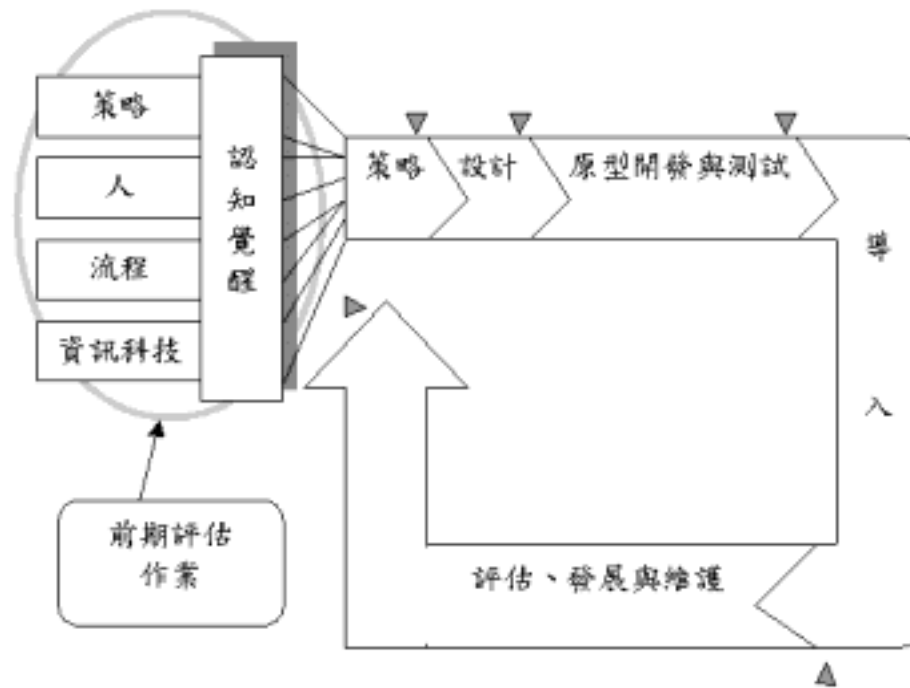 策略
人
流程
資訊科技
認知覺醒
策略
設計
原型開發與測試
導入
評估、發展與維護
前期評估
作業